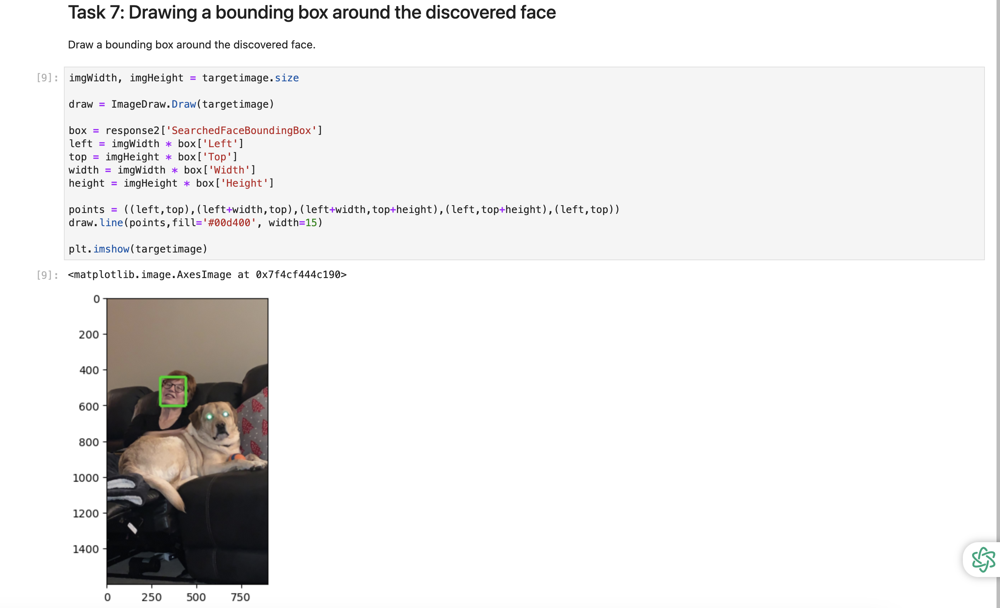 Task 7: Drawing a bounding box around the discovered face
Draw a bounding box around the discovered face.
[9]:
imgWidth, imgHeight = targetimage.size
draw = ImageDraw.Draw(targetimage)
box = response2['SearchedFaceBoundingBox']
left = imgWidth * box['Left']
top = imgHeight * box['Top']
width = imgWidth * box['Width']
height = imgHeight * box['Height']
points = ((left,top),(left+width,top),(left+width,top+height),(left,top+height),(left,top))
draw.line(points,fill='#00d400', width=15)
plt.imshow(targetimage)
[9]: <matplotlib.image.AxesImage at 0x7f4cf444c190>
0
200
400
600
800
1000
1200
1400
0 250 500 750